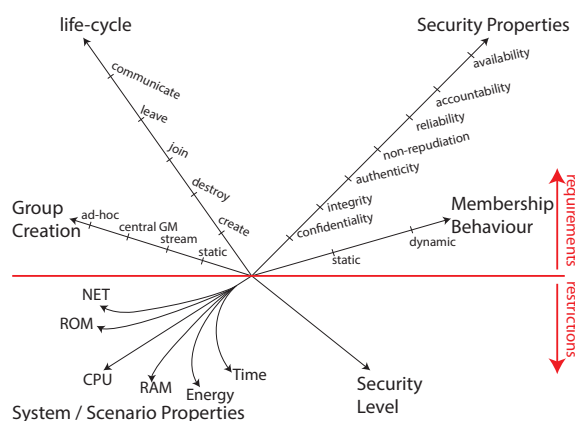 life-cycle
Security Properties
communicate
leave
join
destroy
create
availability
accountability
reliability
non-repudiation
authenticity
integrity
confidentiality
Group
Creation
ad-hoc
central GM
stream
static
Membership
Behaviour
static
dynamic
requirements
restrictions
NET
ROM
CPU
RAM
Energy
Time
System / Scenario Properties
Security
Level